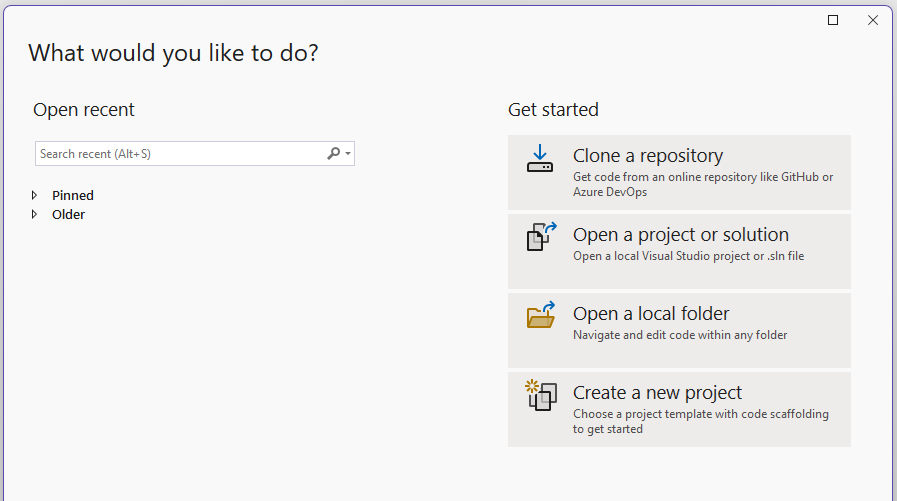 What would you like to do?
Open recent
Search recent (Alt+S)
Pinned
Older
Get started
Clone a repository
Get code from an online repository like GitHub or
Azure DevOps
Open a project or solution
Open a local Visual Studio project or .sln file
Open a local folder
Navigate and edit code within any folder
Create a new project
Choose a project template with code scaffolding
to get started